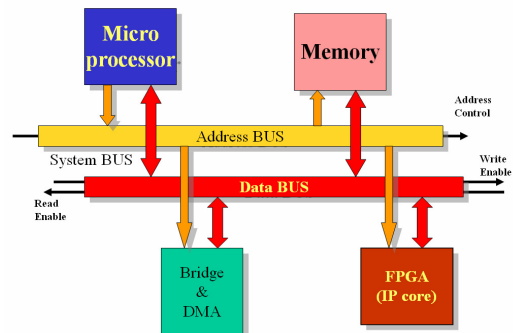 Micro
processor
Memory
Address
Control
Address BUS
System BUS
Write
Enable
Data BUS
Read
Enable
Bridge
&
DMA
FPGA
(IP core)